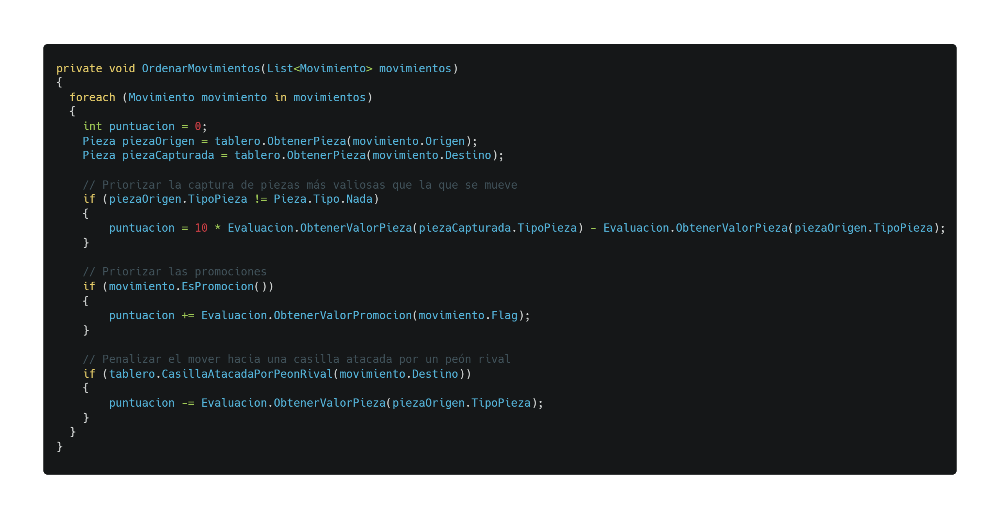 private void OrdenarMovimientos(List<Movimiento> movimientos)
{
  foreach (Movimiento movimiento in movimientos)
  {
    int puntuacion = 0;
    Pieza piezaOrigen = tablero.ObtenerPieza(movimiento.Origen);
    Pieza piezaCapturada = tablero.ObtenerPieza(movimiento.Destino);

    // Priorizar la captura de piezas más valiosas que la que se mueve
    if (piezaOrigen.TipoPieza != Pieza.Tipo.Nada)
    {
        puntuacion = 10 * Evaluacion.ObtenerValorPieza(piezaCapturada.TipoPieza) - Evaluacion.ObtenerValorPieza(piezaOrigen.TipoPieza);
    }

    // Priorizar las promociones
    if (movimiento.EsPromocion())
    {
        puntuacion += Evaluacion.ObtenerValorPromocion(movimiento.Flag);
    }

    // Penalizar el mover hacia una casilla atacada por un peón rival
    if (tablero.CasillaAtacadaPorPeonRival(movimiento.Destino))
    {
        puntuacion -= Evaluacion.ObtenerValorPieza(piezaOrigen.TipoPieza);
    }
  }
}